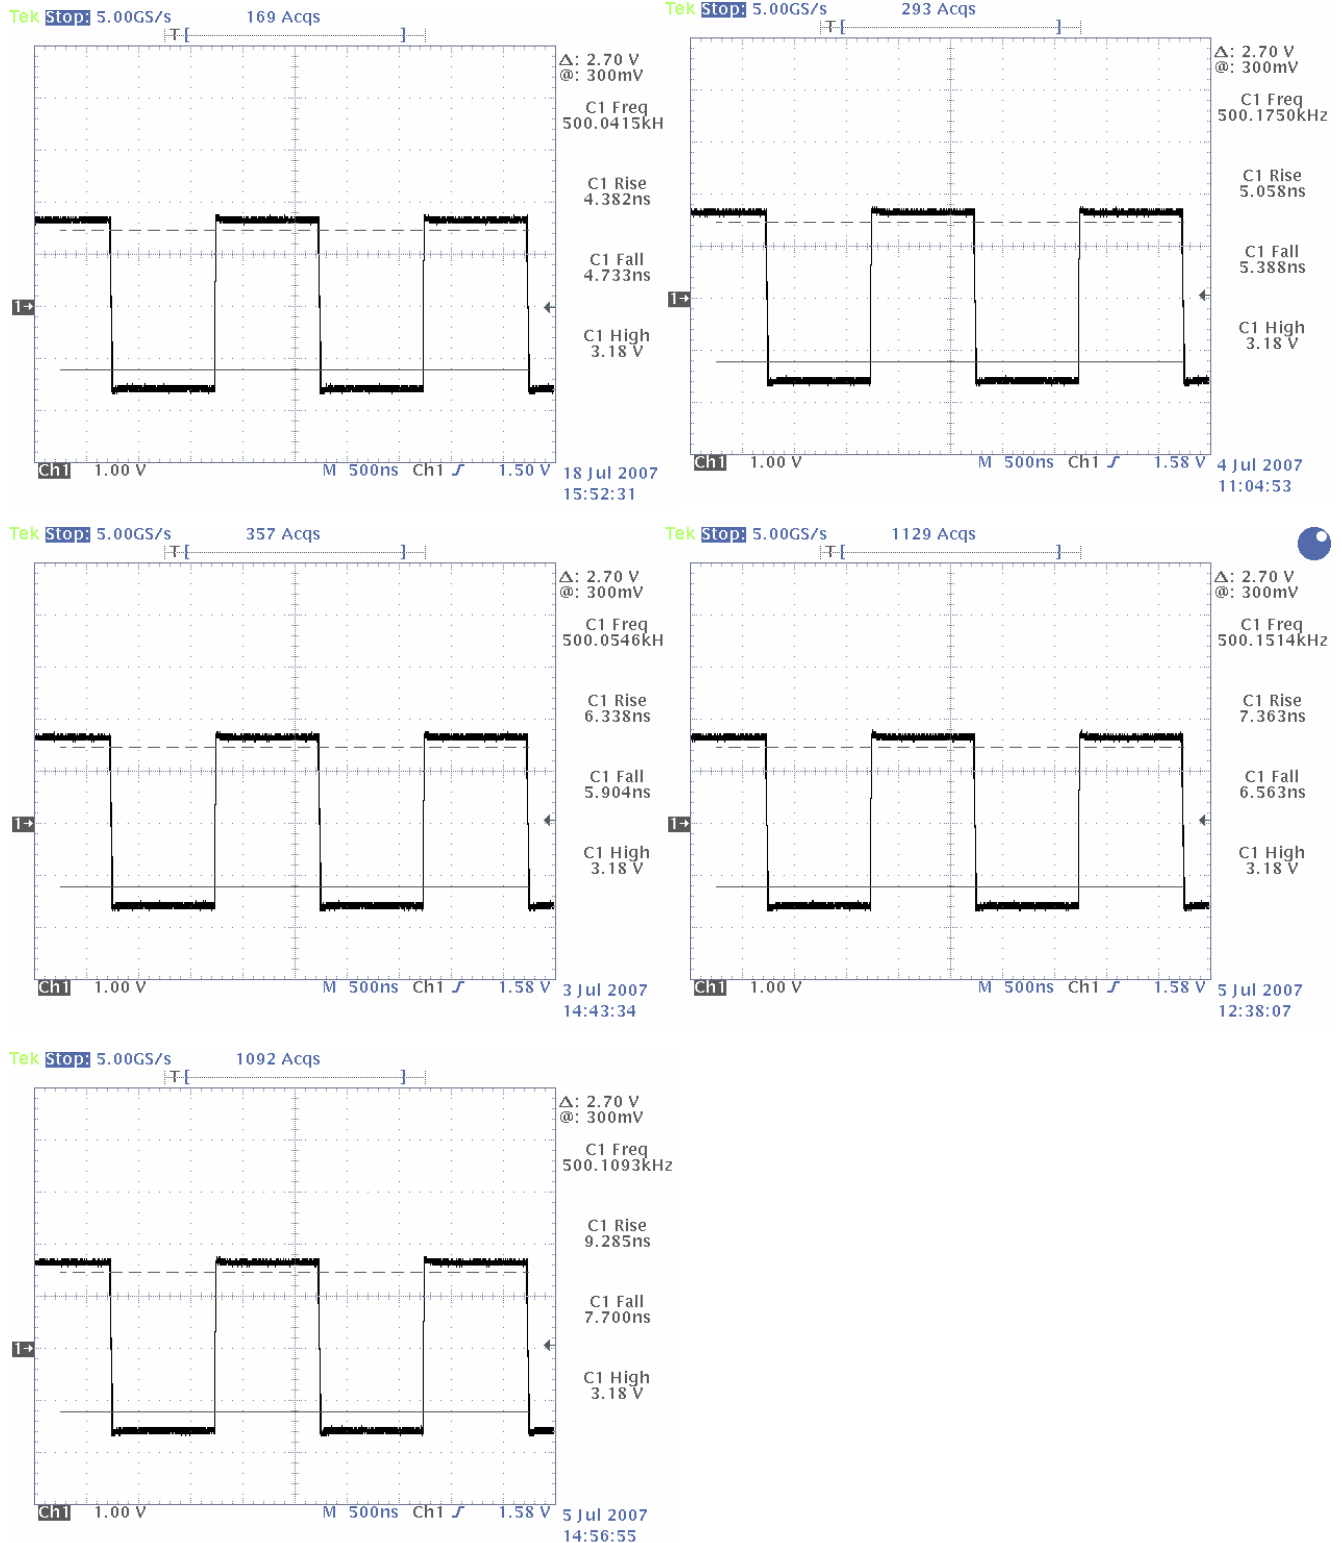 Tek Stop: 5.00GS/s 169 Acqs
T
Δ: 2.70 V
@: 300mV
C1 Freq
500.0415kH
C1 Rise
4.382ns
C1 Fall
4.733ns
C1 High
3.18 V
1
Ch1 1.00 V M 500ns Ch1 1.50 V
18 Jul 2007
15:52:31
Tek Stop: 5.00GS/s 293 Acqs
T
Δ: 2.70 V
@: 300mV
C1 Freq
500.1750kHz
C1 Rise
5.058ns
C1 Fall
5.388ns
C1 High
3.18 V
1
Ch1 1.00 V M 500ns Ch1 1.58 V
4 Jul 2007
11:04:53
Tek Stop: 5.00GS/s 357 Acqs
T
Δ: 2.70 V
@: 300mV
C1 Freq
500.0546kH
C1 Rise
6.338ns
C1 Fall
5.904ns
C1 High
3.18 V
1
Ch1 1.00 V M 500ns Ch1 1.58 V
3 Jul 2007
14:43:34
Tek Stop: 5.00GS/s 1129 Acqs
T
Δ: 2.70 V
@: 300mV
C1 Freq
500.1514kHz
C1 Rise
7.363ns
C1 Fall
6.563ns
C1 High
3.18 V
1
Ch1 1.00 V M 500ns Ch1 1.58 V
5 Jul 2007
12:38:07
Tek Stop: 5.00GS/s 1092 Acqs
T
Δ: 2.70 V
@: 300mV
C1 Freq
500.1093kHz
C1 Rise
9.285ns
C1 Fall
7.700ns
C1 High
3.18 V
1
Ch1 1.00 V M 500ns Ch1 1.58 V
5 Jul 2007
14:56:55